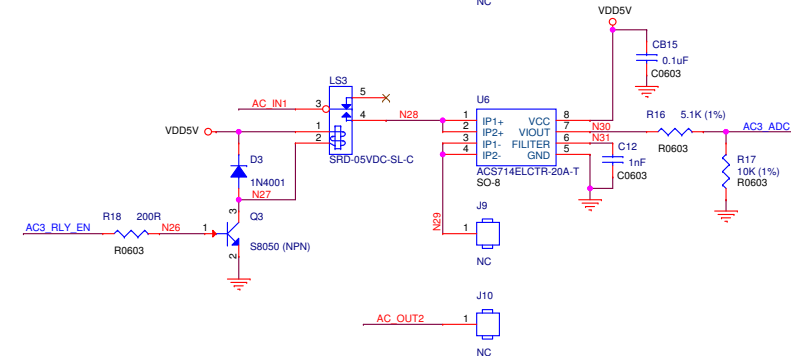 NC
VDD5V
CB15
0.1uF
C0603
LS3
AC_IN1
3
5
4
N28
VDD5V
1
2
SRD-05VDC-SL-C
U6
1
2
3
4
IP1+
IP2+
IP1-
IP2-
VCC
VIOUT
FILITER
GND
8
7
6
5
N30
N31
ACS714ELCTR-20A-T
SO-8
R16
5.1K (1%)
R0603
AC3_ADC
C12
1nF
C0603
R17
10K (1%)
R0603
D3
1N4001
N27
R18
200R
R0603
AC3_RLY_EN
N26
1
3
Q3
S8050 (NPN)
2
N29
J9
1
NC
J10
AC_OUT2
1
NC